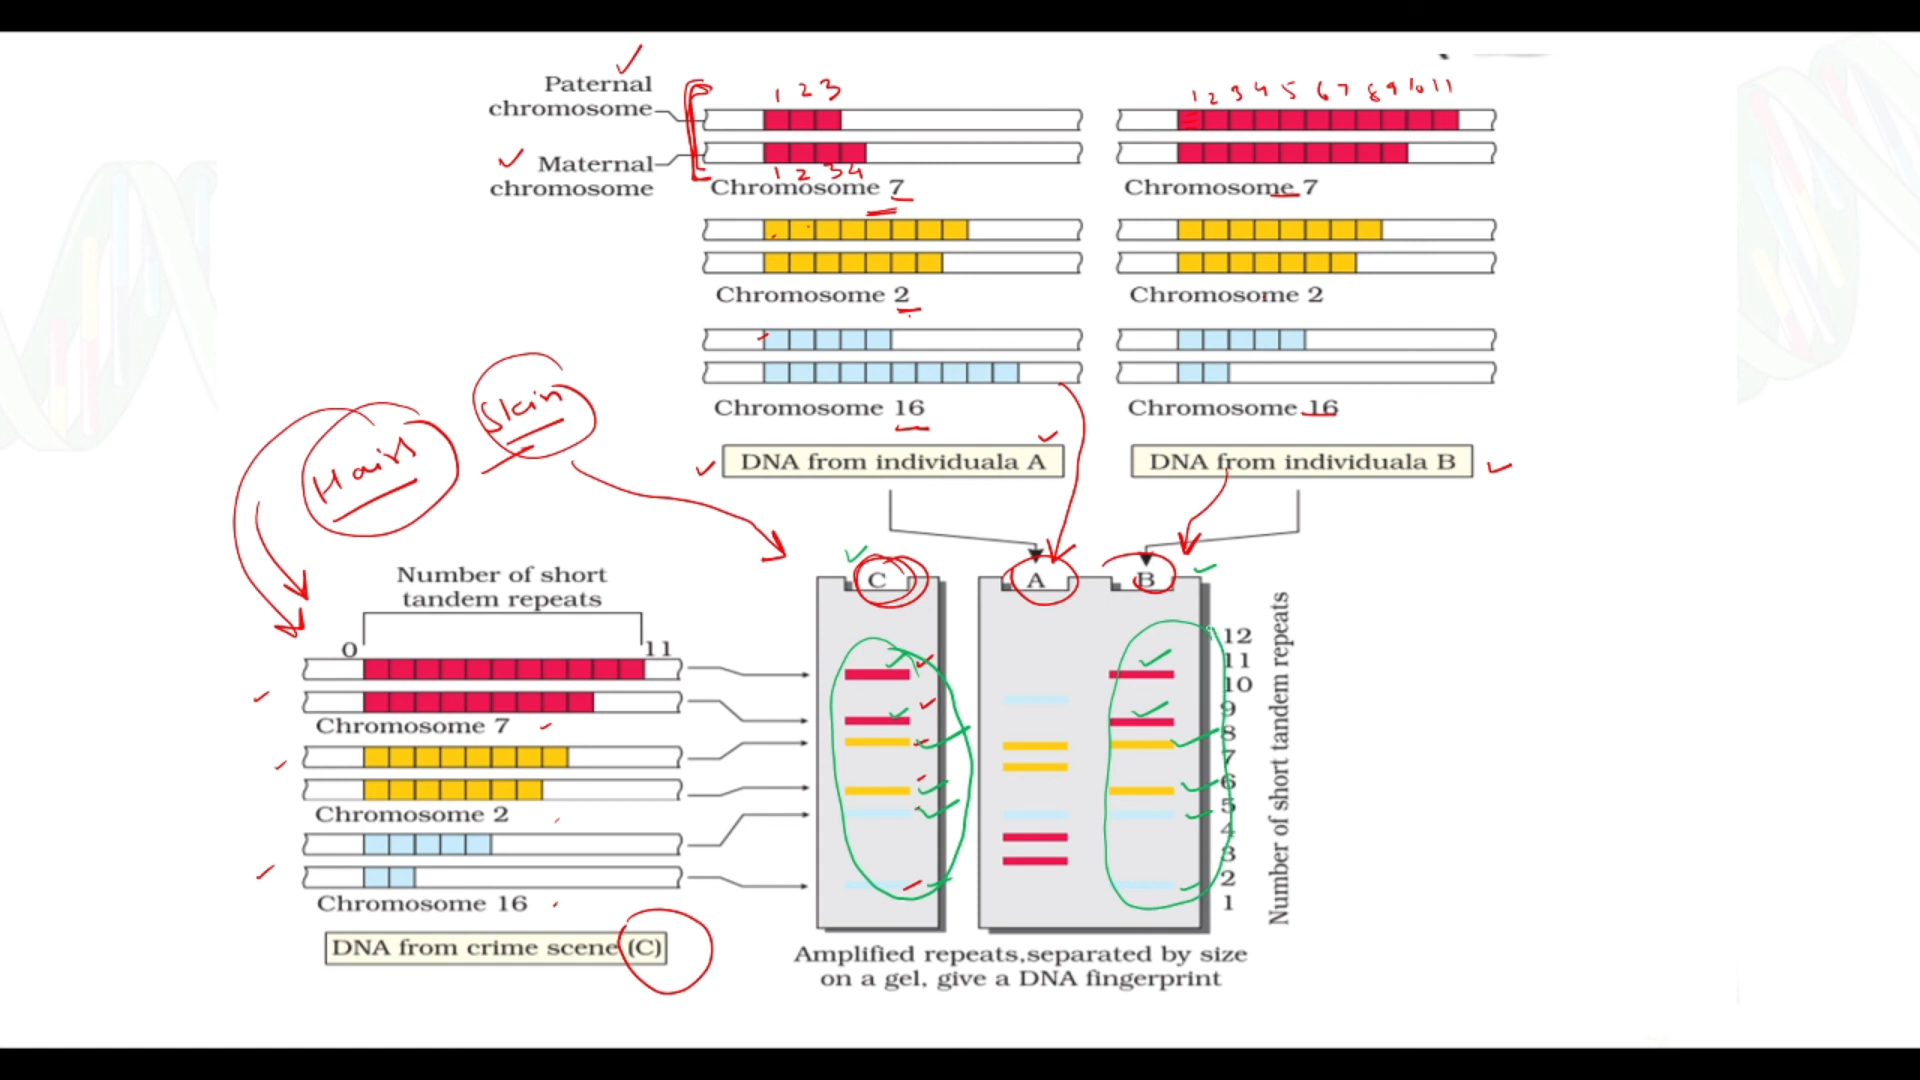 Paternal
chromosome
1 2 3
1 2 3 4 5 6 7 8 9 10 11
Maternal
chromosome
1 2 3 4
Chromosome 7
Chromosome 7
Chromosome 2
Chromosome 2
Chromosome 16
Chromosome 16
Skin
Hairs
DNA from individuala A
DNA from individuala B
Number of short
tandem repeats
0
11
C
A
B
Chromosome 7
Chromosome 2
Chromosome 16
DNA from crime scene (C)
12
11
10
9
8
7
6
5
4
3
2
1
Number of short tandem repeats
Amplified repeats,separated by size
on a gel, give a DNA fingerprint